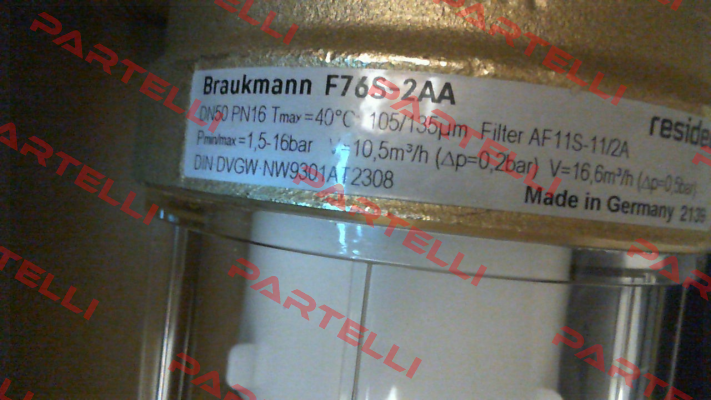 Braukmann F76S-2AA
DN50 PN16 Tmax=40°C 105/135µm Filter AF11S-11/2A
Pmin/max=1,5-16bar V=10,5m³/h (Δp=0,2bar) V=16,6m³/h (Δp=0,5bar)
DIN-DVGW-NW9301AT2308
Made in Germany 2139
PARTELLI
PARTELLI
PARTELLI
PARTELLI
PARTELLI
PARTELLI